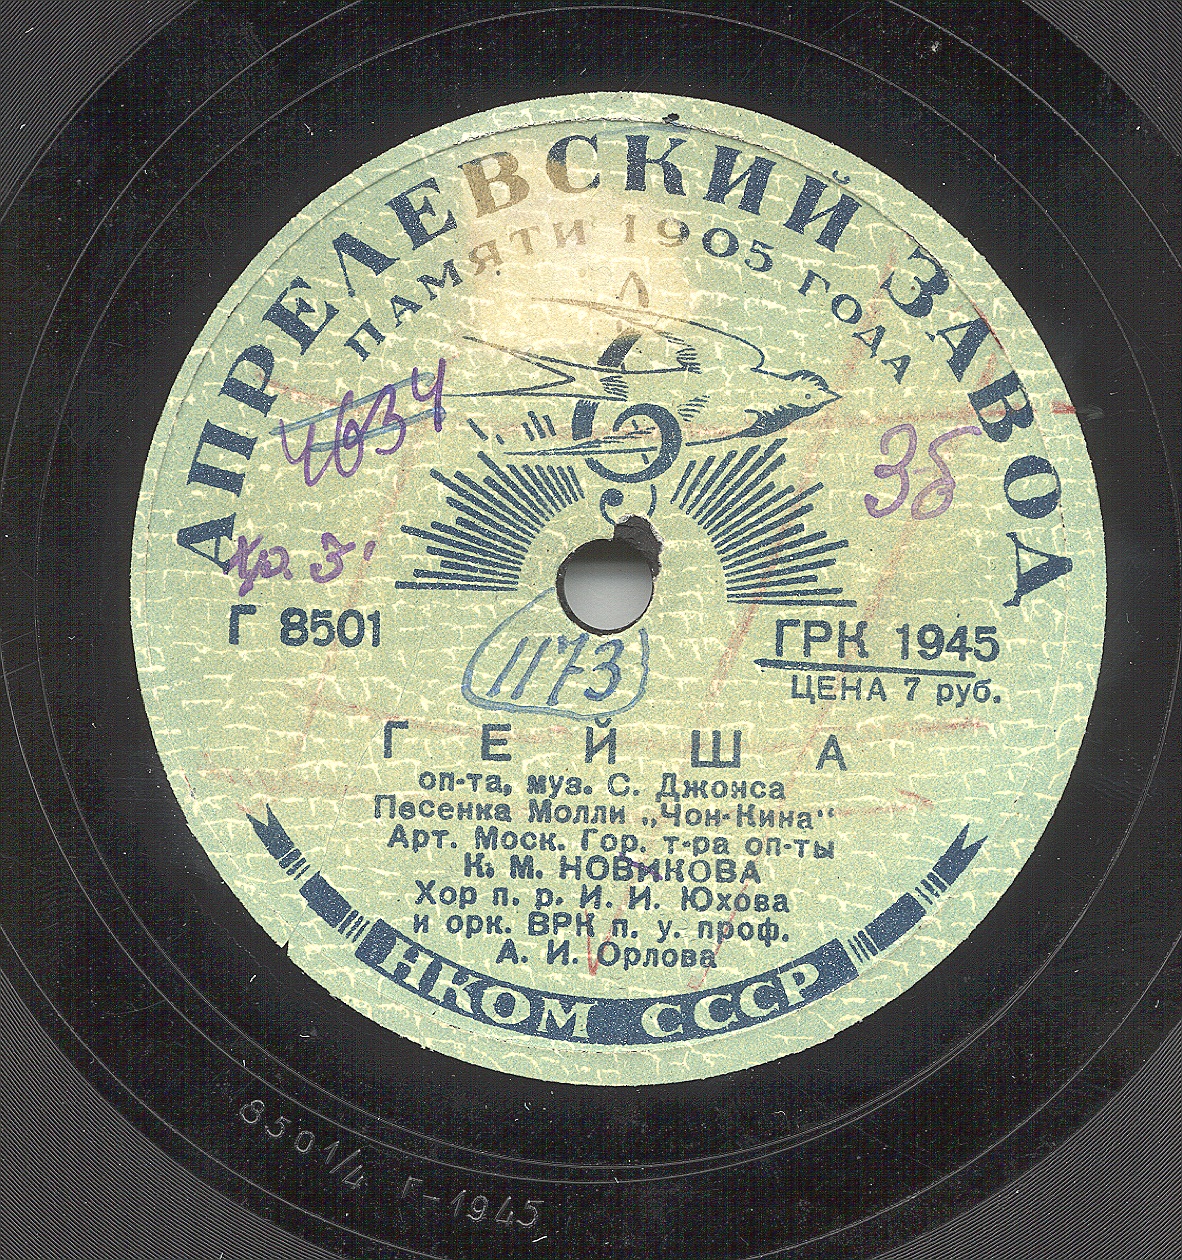 АПРЕЛЕВСКИЙ ЗАВОД
ПАМЯТИ 1905 ГОДА
4634
36
Г 8501
ГРК 1945
ЦЕНА 7 руб.
1173
ГЕЙША
оп-та, муз. С. Джонса
Песенка Молли „Чон-Кина“
Арт. Моск. Гор. т-ра оп-ты
К. М. НОВИКОВА
Хор п. р. И. И. Юхова
и орк. ВРК п. у. проф.
А. И. Орлова
НКОМ СССР
8501/4 г-1945